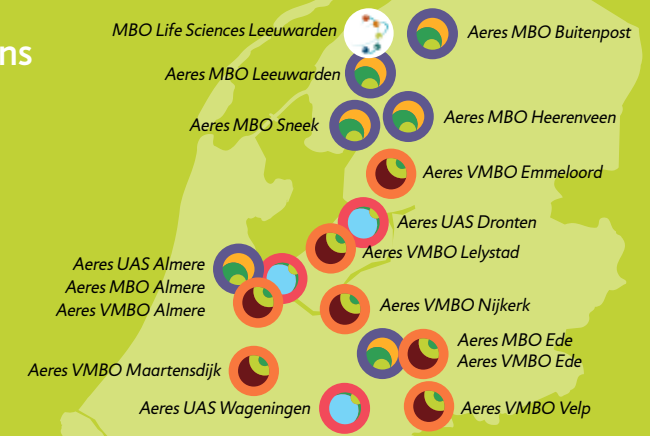 ns
MBO Life Sciences Leeuwarden
Aeres MBO Buitenpost
Aeres MBO Leeuwarden
Aeres MBO Sneek
Aeres MBO Heerenveen
Aeres VMBO Emmeloord
Aeres UAS Dronten
Aeres VMBO Lelystad
Aeres UAS Almere
Aeres MBO Almere
Aeres VMBO Almere
Aeres VMBO Nijkerk
Aeres MBO Ede
Aeres VMBO Ede
Aeres VMBO Maartensdijk
Aeres UAS Wageningen
Aeres VMBO Velp